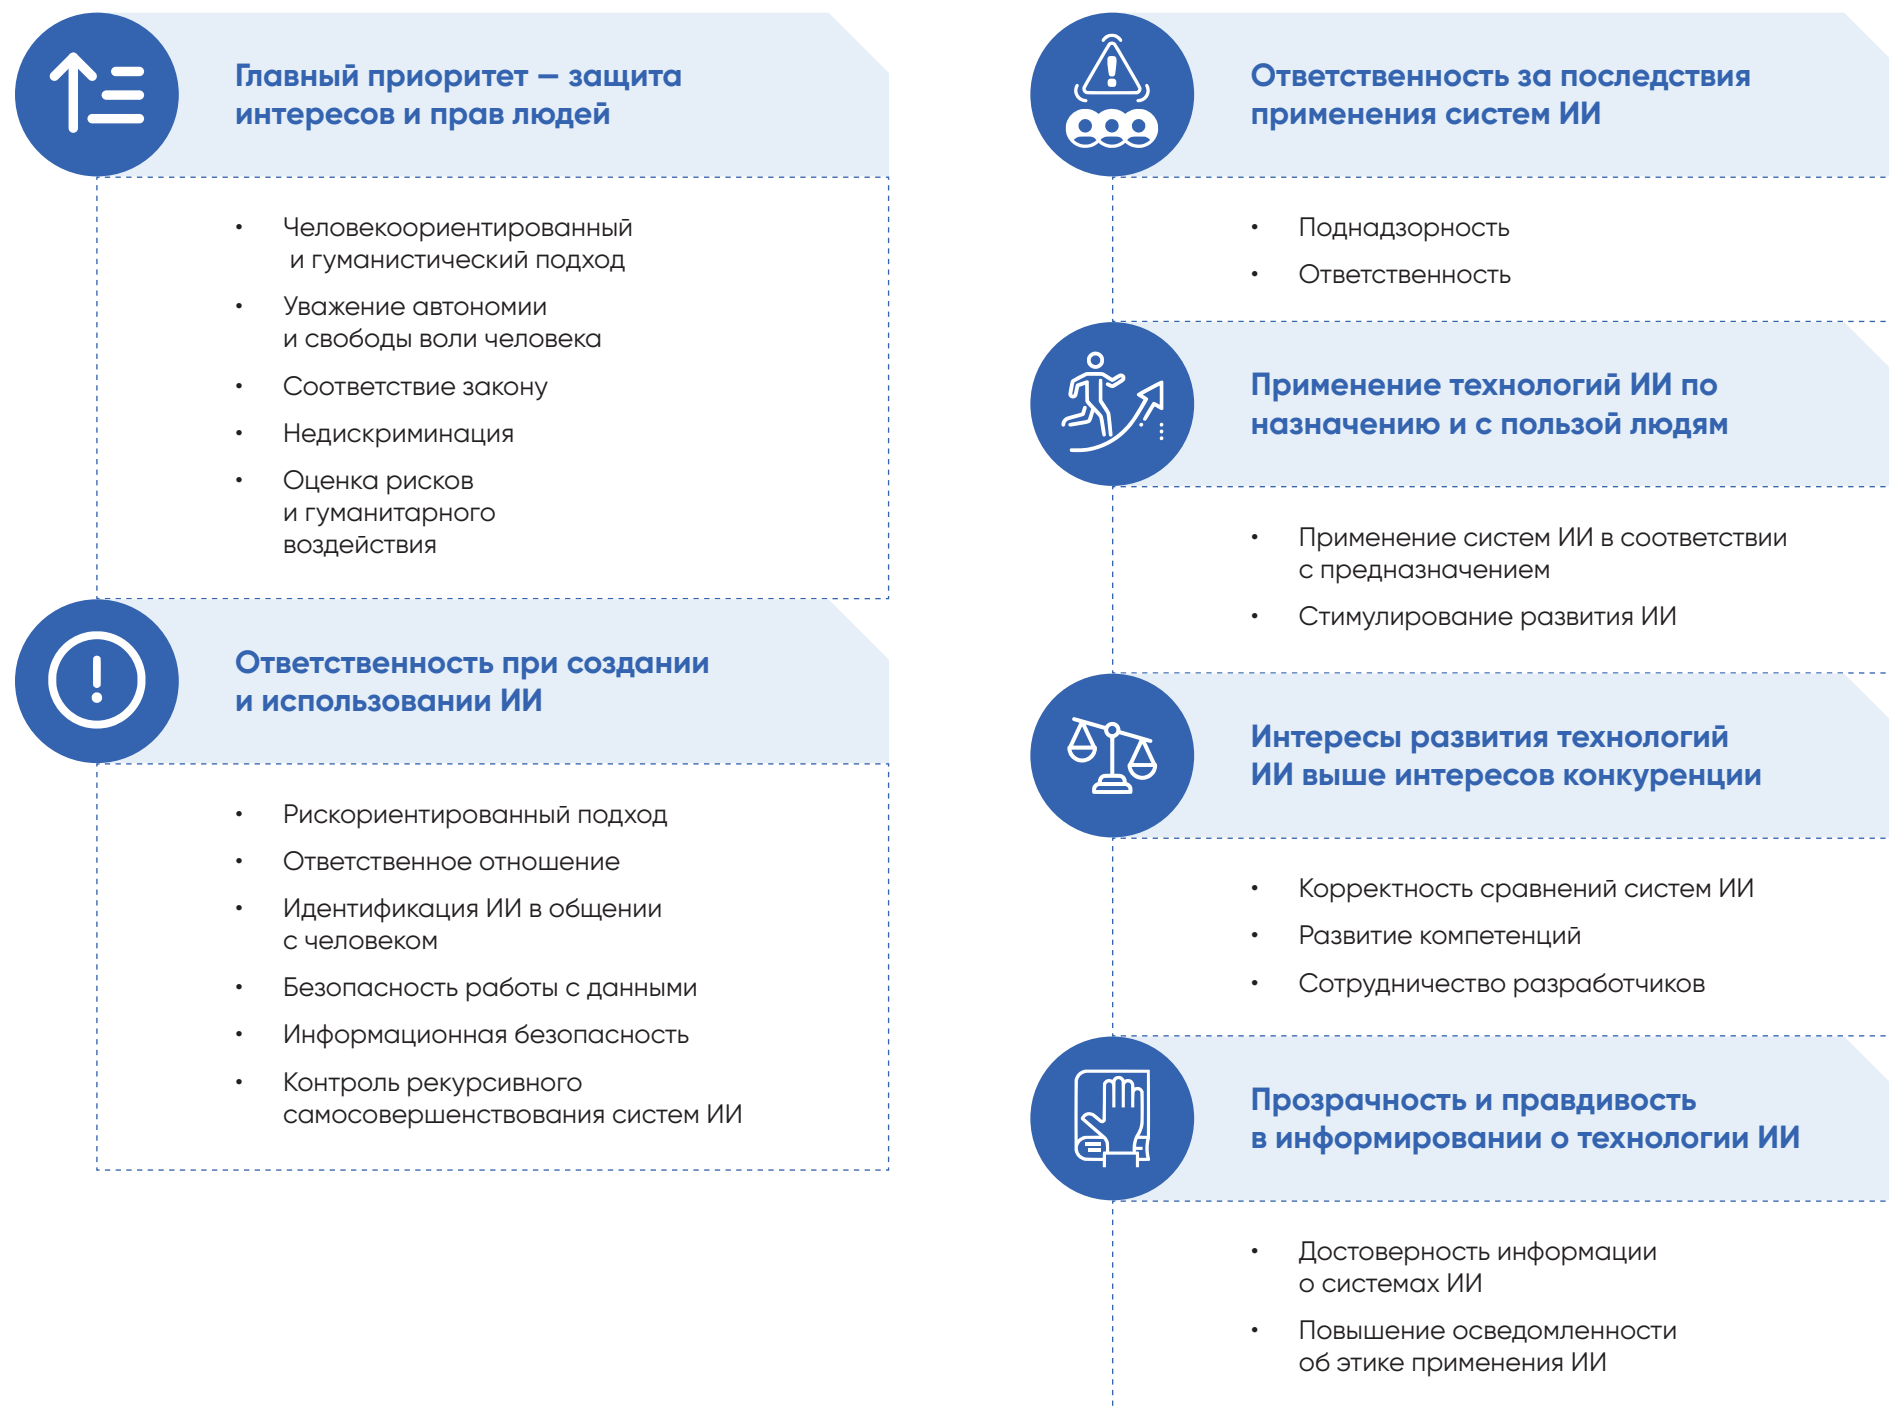 Главный приоритет — защита
интересов и прав людей
• Человекоориентированный
и гуманистический подход
• Уважение автономии
и свободы воли человека
• Соответствие закону
• Недискриминация
• Оценка рисков
и гуманитарного
воздействия
Ответственность при создании
и использовании ИИ
• Рискориентированный подход
• Ответственное отношение
• Идентификация ИИ в общении
с человеком
• Безопасность работы с данными
• Информационная безопасность
• Контроль рекурсивного
самосовершенствования систем ИИ
Ответственность за последствия
применения систем ИИ
• Поднадзорность
• Ответственность
Применение технологий ИИ по
назначению и с пользой людям
• Применение систем ИИ в соответствии
с предназначением
• Стимулирование развития ИИ
Интересы развития технологий
ИИ выше интересов конкуренции
• Корректность сравнений систем ИИ
• Развитие компетенций
• Сотрудничество разработчиков
Прозрачность и правдивость
в информировании о технологии ИИ
• Достоверность информации
о системах ИИ
• Повышение осведомленности
об этике применения ИИ